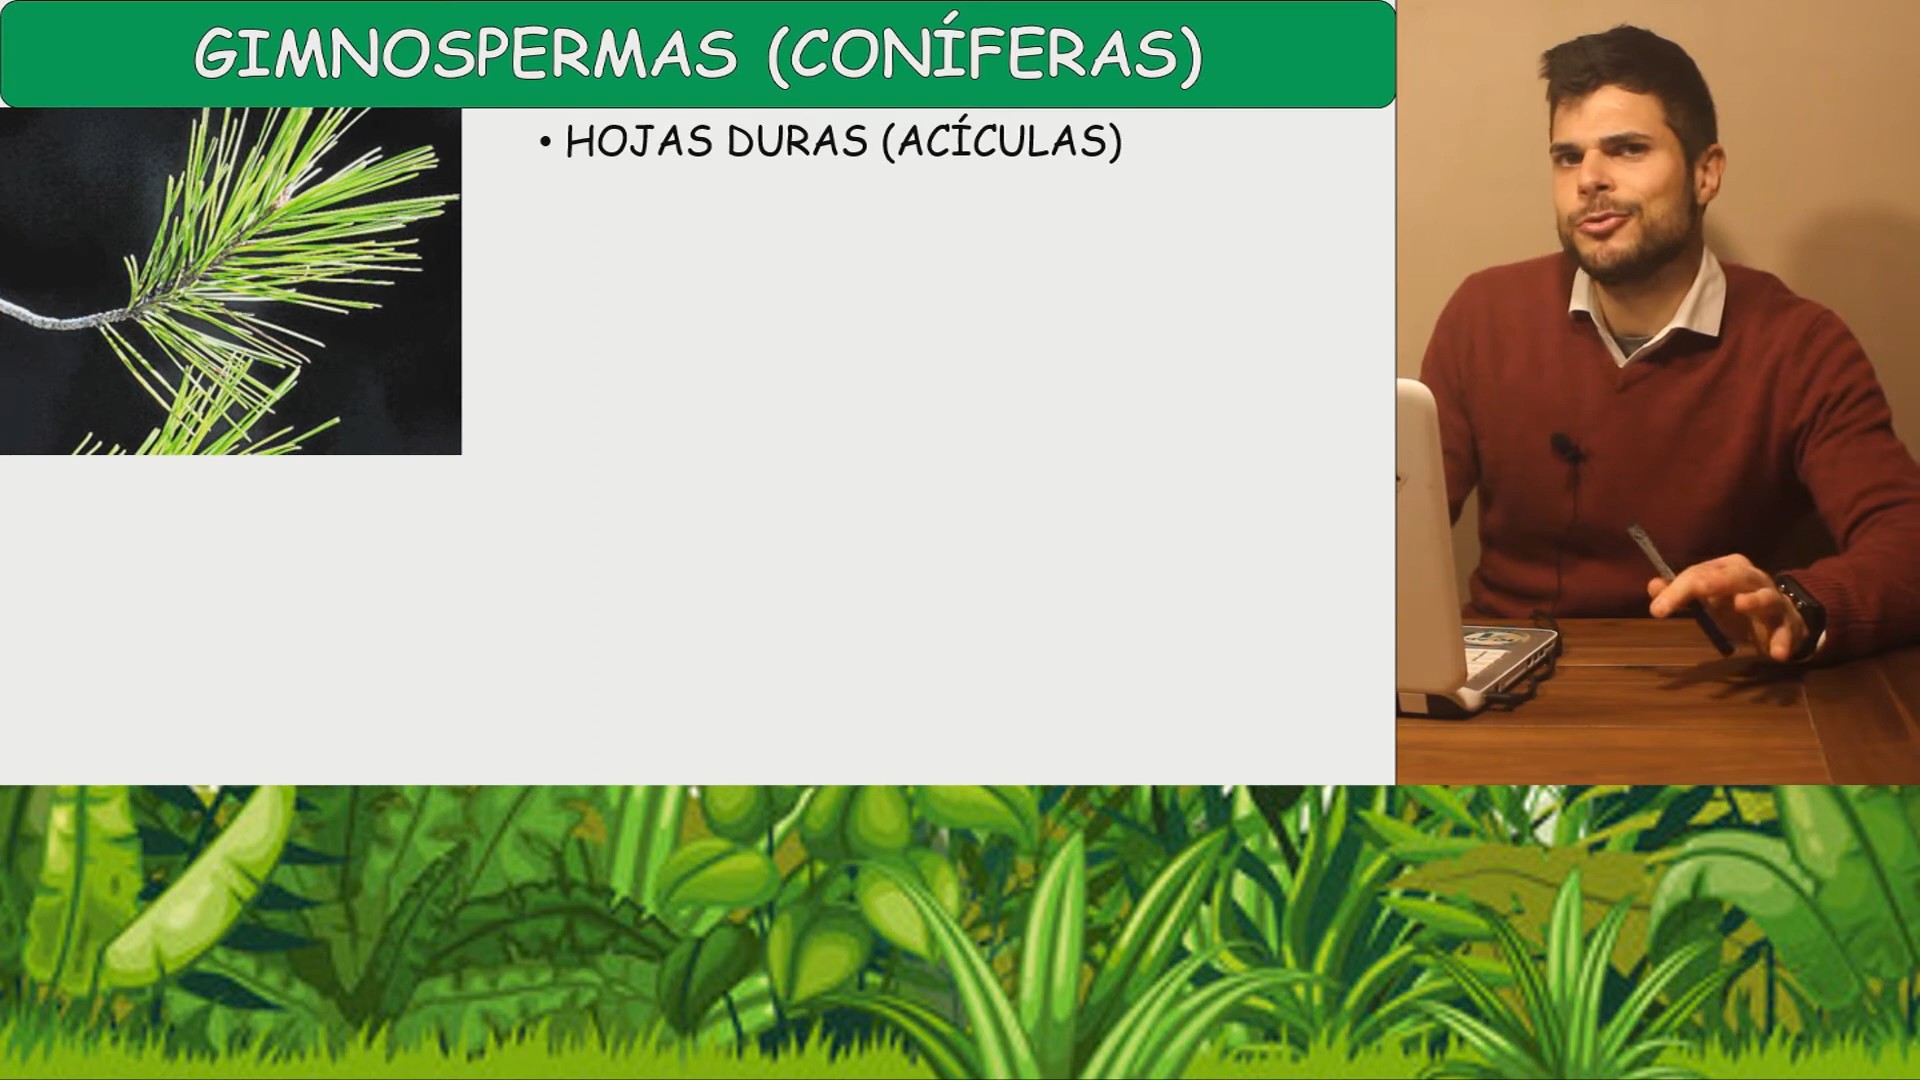 GIMNOSPERMAS (CONÍFERAS)
• HOJAS DURAS (ACÍCULAS)